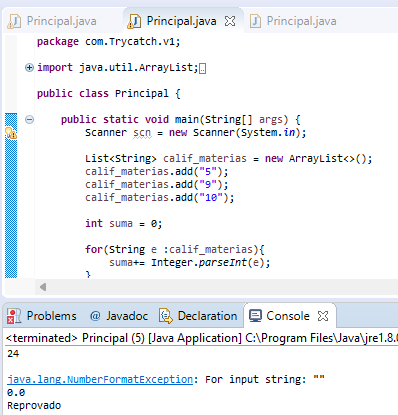 Principal.java Principal.java Principal.java
package com.Trycatch.v1;
import java.util.ArrayList;
public class Principal {
public static void main(String[] args) {
Scanner scn = new Scanner(System.in);
List<String> calif_materias = new ArrayList<>();
calif_materias.add("5");
calif_materias.add("9");
calif_materias.add("10");
int suma = 0;
for(String e :calif_materias){
suma+= Integer.parseInt(e);
}
Problems @ Javadoc Declaration Console
<terminated> Principal (5) [Java Application] C:\Program Files\Java\jre1.8.0
24
java.lang.NumberFormatException: For input string: ""
0.0
Reprovado